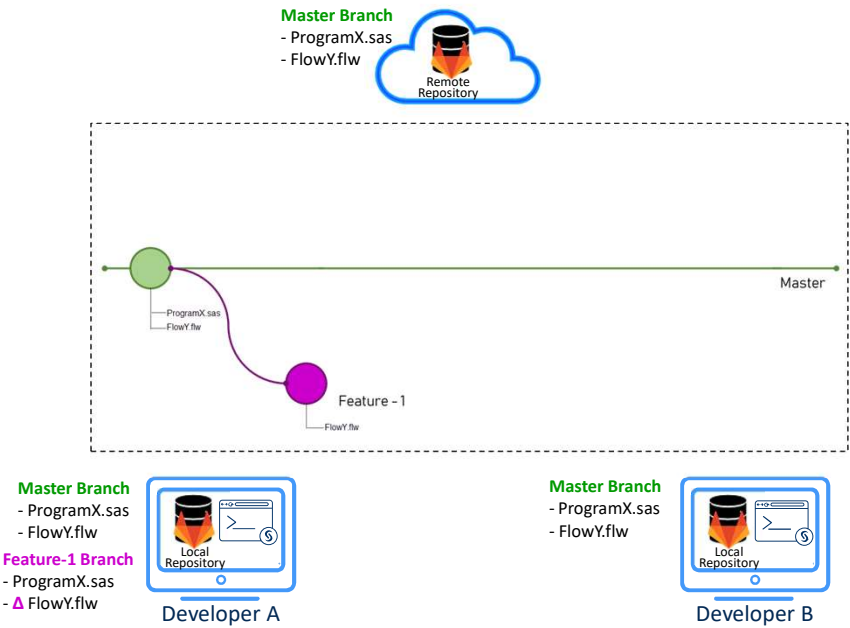 Master Branch
- ProgramX.sas
- FlowY.flw
Remote
Repository
Master
ProgramX.sas
FlowY.flw
Feature - 1
FlowY.flw
Master Branch
- ProgramX.sas
- FlowY.flw
Feature-1 Branch
- ProgramX.sas
- Δ FlowY.flw
Local
Repository
Developer A
Master Branch
- ProgramX.sas
- FlowY.flw
Local
Repository
Developer B